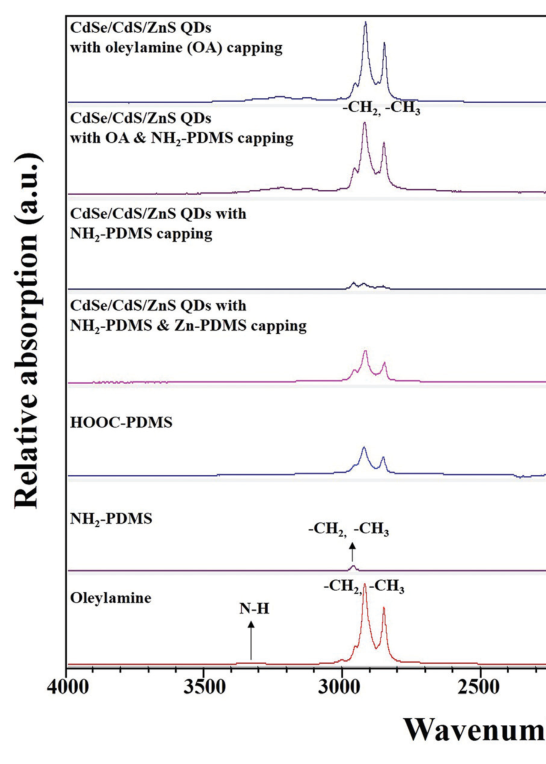 CdSe/CdS/ZnS QDs
with oleylamine (OA) capping
-CH₂, -CH₃
CdSe/CdS/ZnS QDs
with OA & NH₂-PDMS capping
CdSe/CdS/ZnS QDs with
NH₂-PDMS capping
CdSe/CdS/ZnS QDs with
NH₂-PDMS & Zn-PDMS capping
HOOC-PDMS
NH₂-PDMS
-CH₂, -CH₃
-CH₂, -CH₃
Oleylamine
N-H
Relative absorption (a.u.)
4000 3500 3000 2500
Wavenum